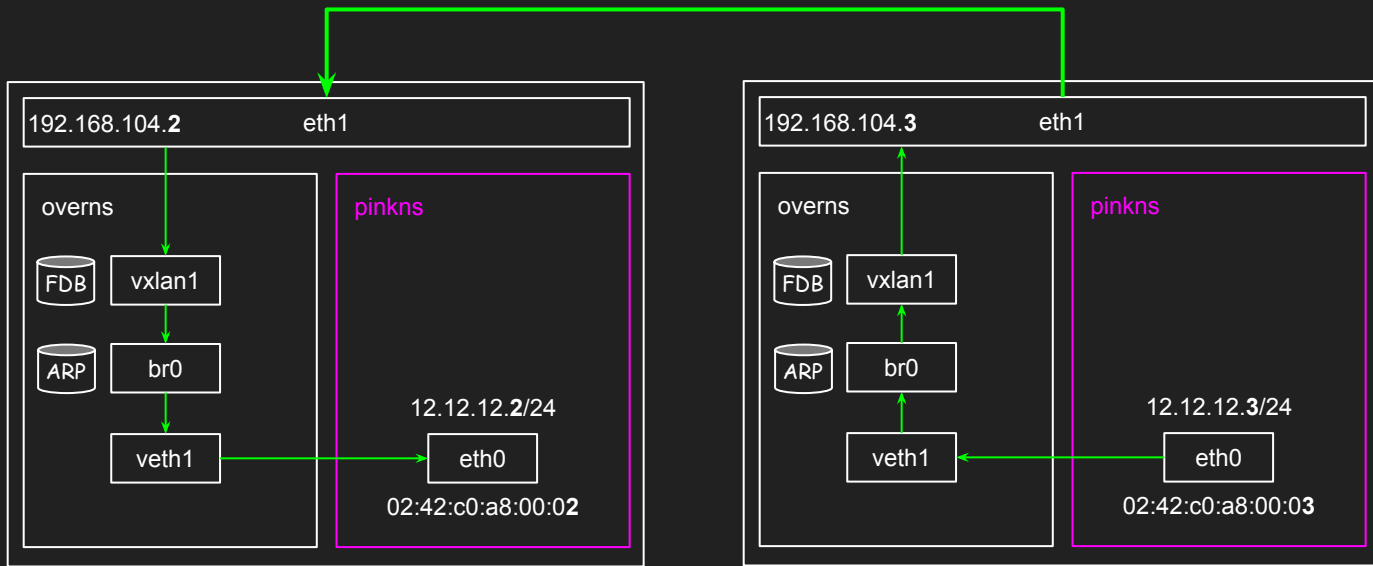 192.168.104.2 eth1
overns
pinkns
FDB
vxlan1
ARP
br0
12.12.12.2/24
veth1
eth0
02:42:c0:a8:00:02
192.168.104.3 eth1
overns
pinkns
FDB
vxlan1
ARP
br0
12.12.12.3/24
veth1
eth0
02:42:c0:a8:00:03